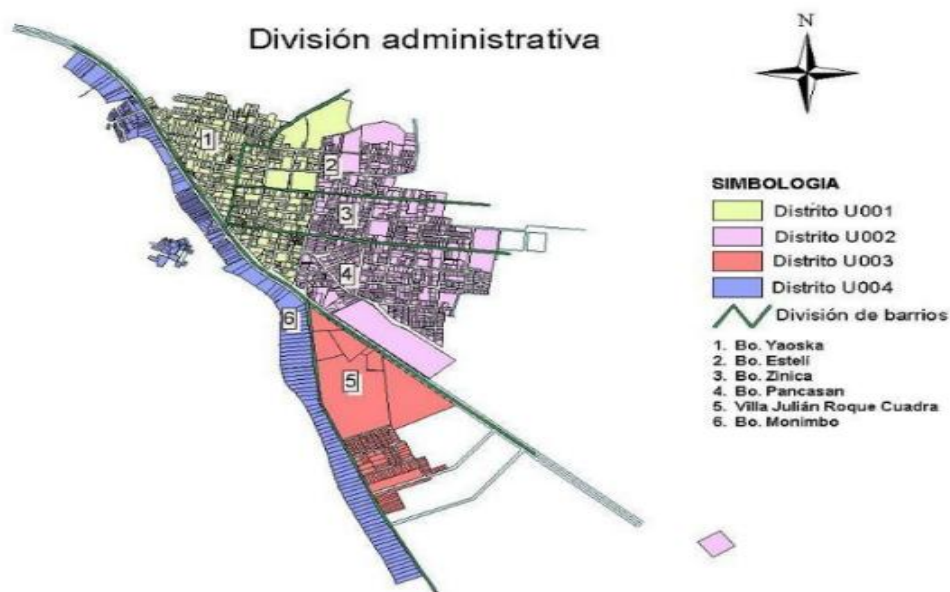 División administrativa
N
1
2
3
4
6
5
SIMBOLOGIA
Distrito U001
Distrito U002
Distrito U003
Distrito U004
División de barrios
1. Bo. Yaoska
2. Bo. Estelí
3. Bo. Zinica
4. Bo. Pancasan
5. Villa Julián Roque Cuadra
6. Bo. Monimbo